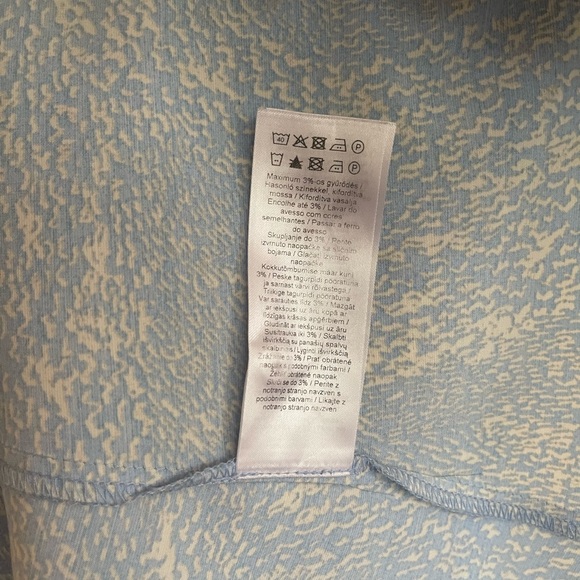 40 P
P
Maximum 3%-os gyűrődés /
Hasonló színekkel, kifordítva
mossa / Kifordítva vasalja
Encolhe até 3% / Lavar do
avesso com cores
semelhantes / Passar a ferro
do avesso
Skupljanje do 3% / Perite
izvrnuto naopačke sa sličnim
bojama / Glačati izvrnuto
naopačke
Kokkutõmbumise määr kuni
3% / Peske tagurpidi pööratuna
ja samast värvi rõivastega /
Triikige tagurpidi pööratuna
Var sarauties līdz 3% / Mazgāt
ar iekšpusi uz āru kopā ar
līdzīgas krāsas apģērbiem /
Gludināt ar iekšpusi uz āru
Susitraukia iki 3% / Skalbti
išvirkščią su panašių spalvų
skalbiniais / Lyginti išvirkščią
Zrážanie do 3% / Prať obrátené
naopak s podobnými farbami /
Žehliť obrátené naopak
Skrči se do 3% / Perite z
notranjo stranjo navzven s
podobnimi barvami / Likajte z
notranjo stranjo navzven